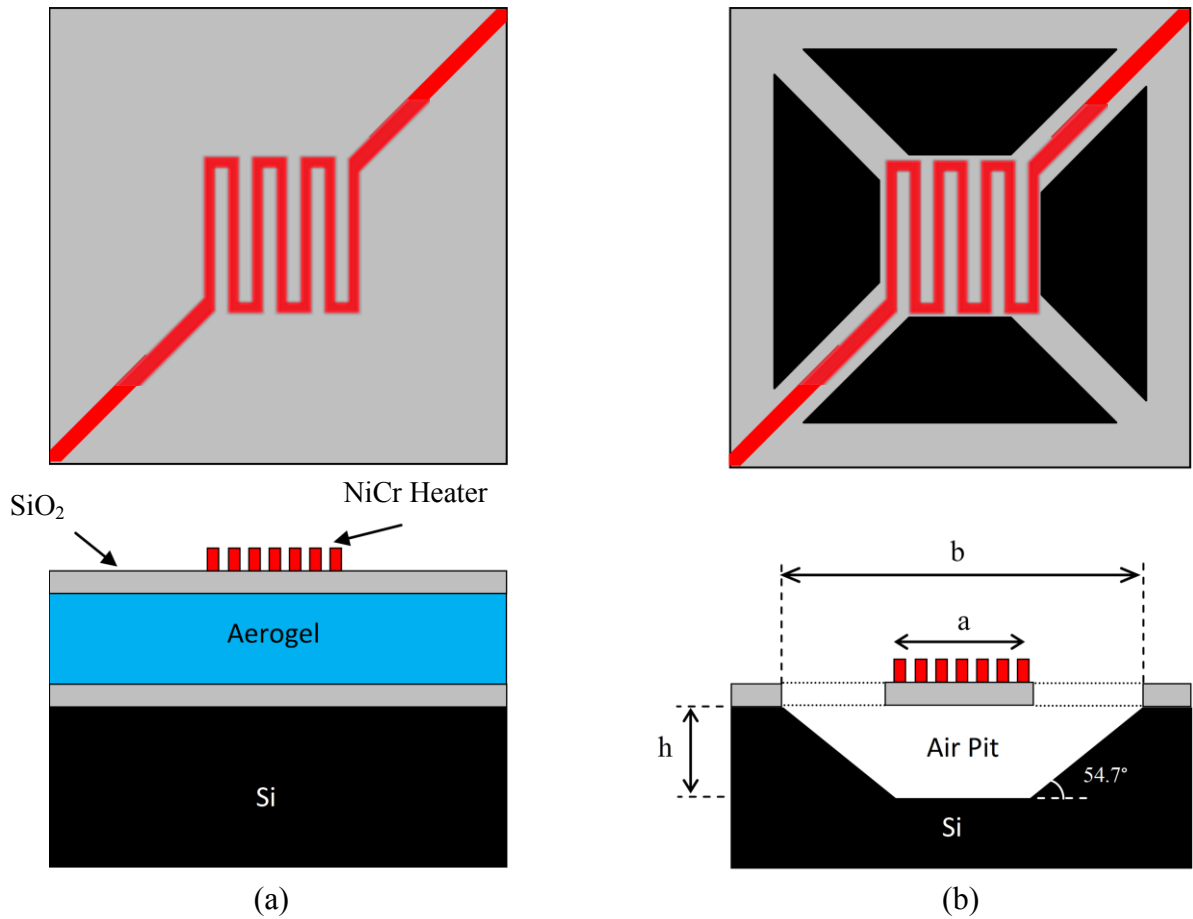 SiO₂
NiCr Heater
Aerogel
Si
(a)
b
a
h
Air Pit
54.7°
Si
(b)